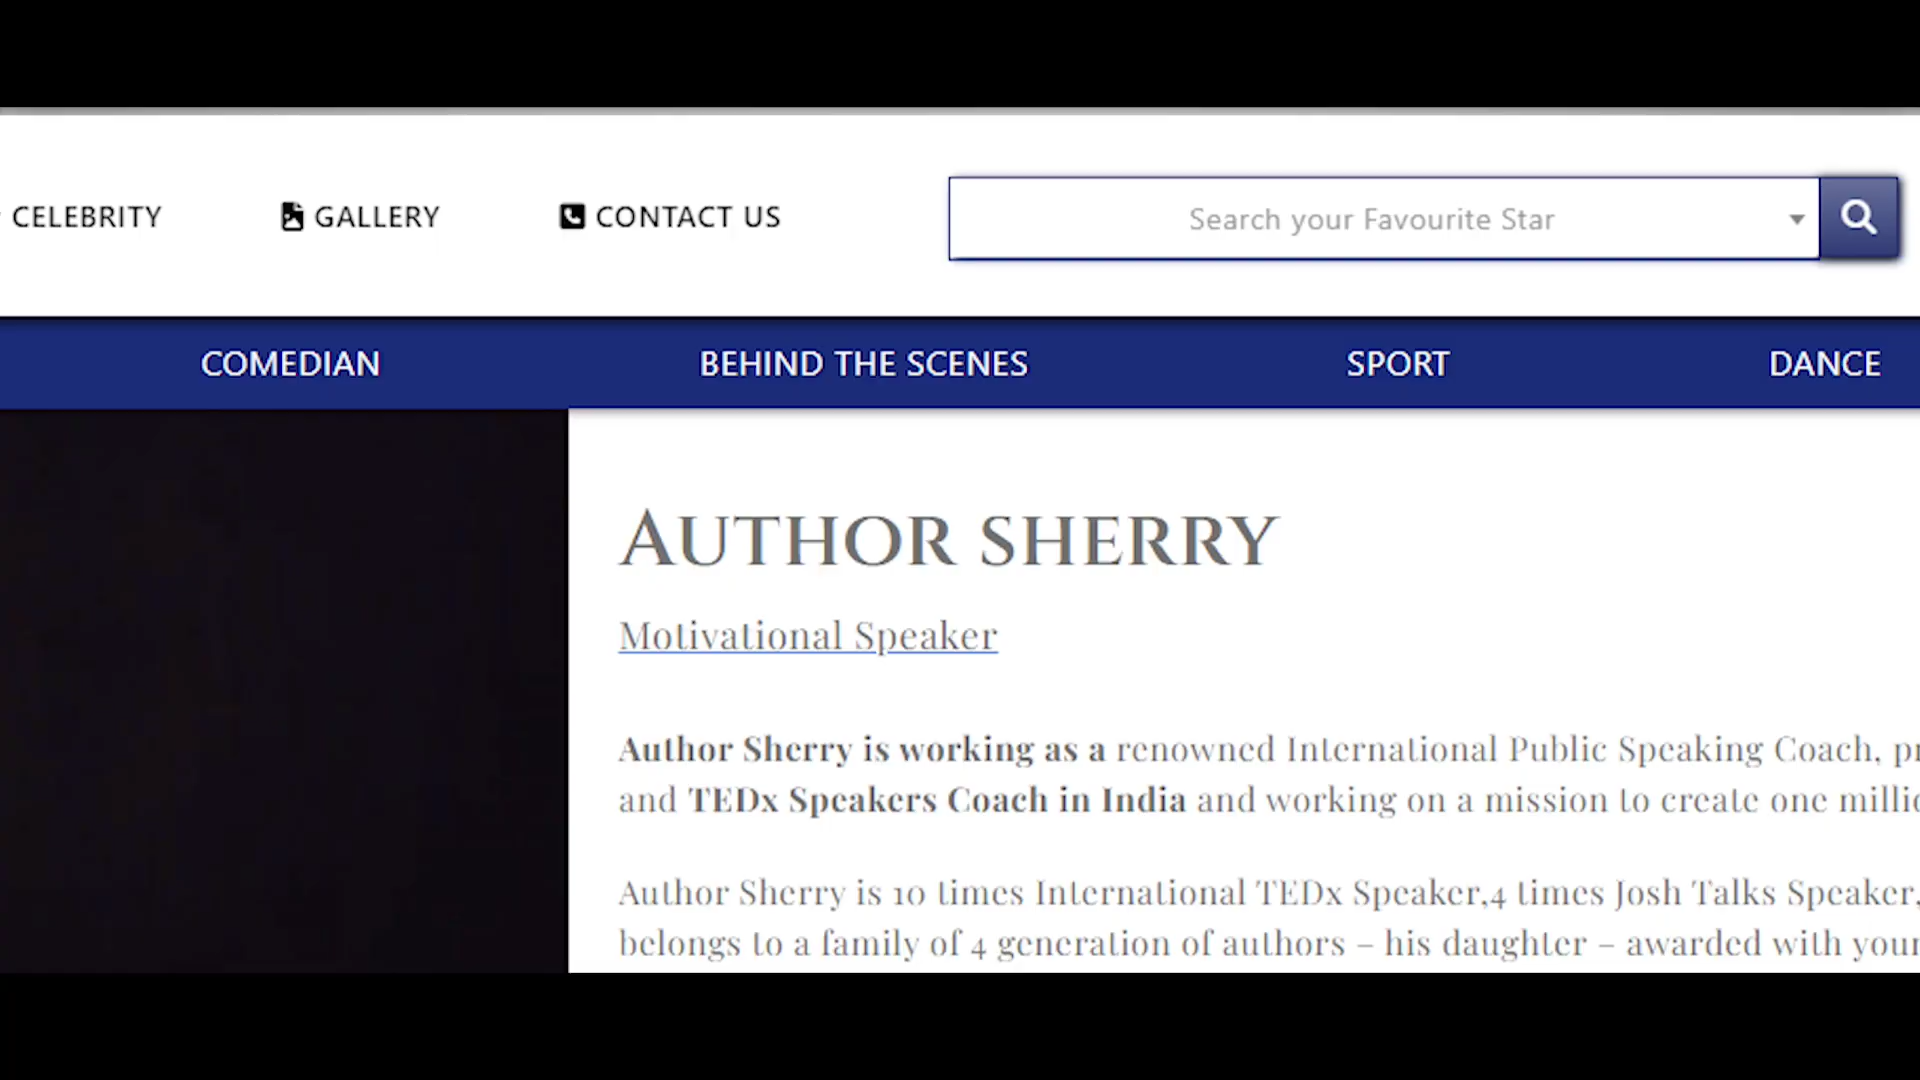 CELEBRITY GALLERY CONTACT US Search your Favourite Star
COMEDIAN BEHIND THE SCENES SPORT DANCE
AUTHOR SHERRY
Motivational Speaker
Author Sherry is working as a renowned International Public Speaking Coach,
and TEDx Speakers Coach in India and working on a mission to create one
Author Sherry is 10 times International TEDx Speaker,4 times Josh Talks Speaker,
belongs to a family of 4 generation of authors – his daughter – awarded with